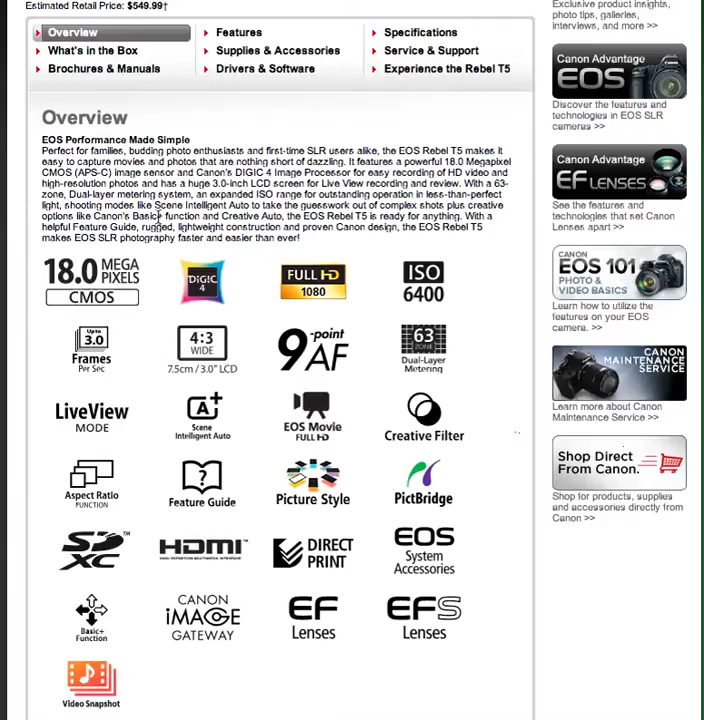 Estimated Retail Price: $549.99†
Overview
Features
Specifications
What's in the Box
Supplies & Accessories
Service & Support
Brochures & Manuals
Drivers & Software
Experience the Rebel T5
Overview
EOS Performance Made Simple
Perfect for families, budding photo enthusiasts and first-time SLR users alike, the EOS Rebel T5 makes it
easy to capture movies and photos that are nothing short of dazzling. It features a powerful 18.0 Megapixel
CMOS (APS-C) image sensor and Canon's DIGIC 4 Image Processor for easy recording of HD video and
high-resolution photos and has a huge 3.0-inch LCD screen for Live View recording and review. With a 63-
zone, Dual-layer metering system, an expanded ISO range for outstanding operation in less-than-perfect
light, shooting modes like Scene Intelligent Auto to take the guesswork out of complex shots plus creative
options like Canon's Basic+ function and Creative Auto, the EOS Rebel T5 is ready for anything. With a
helpful Feature Guide, rugged, lightweight construction and proven Canon design, the EOS Rebel T5
makes EOS SLR photography faster and easier than ever!
18.0 MEGA PIXELS
CMOS
DIGIC 4
FULL HD
1080
ISO
6400
Up to
3.0
Frames
Per Sec
4:3
WIDE
7.5cm / 3.0" LCD
9-point AF
63
ZONE
Dual-Layer
Metering
LiveView
MODE
A+
Scene
Intelligent Auto
EOS Movie
FULL HD
Creative Filter
Aspect Ratio
FUNCTION
?
Feature Guide
Picture Style
PictBridge
SD XC™
HDMI™
HIGH-DEFINITION MULTIMEDIA INTERFACE
DIRECT
PRINT
EOS
System
Accessories
Basic+
Function
CANON
iMAGE
GATEWAY
EF
Lenses
EFS
Lenses
Video Snapshot
Exclusive product insights,
photo tips, galleries,
interviews, and more >>
Canon Advantage
EOS
Discover the features and
technologies in EOS SLR
cameras >>
Canon Advantage
EF LENSES
See the features and
technologies that set Canon
Lenses apart >>
CANON
EOS 101
PHOTO &
VIDEO BASICS
Learn how to utilize the
features on your EOS
camera. >>
CANON
MAINTENANCE
SERVICE
Learn more about Canon
Maintenance Service >>
Shop Direct
From Canon.
Shop for products, supplies
and accessories directly from
Canon >>